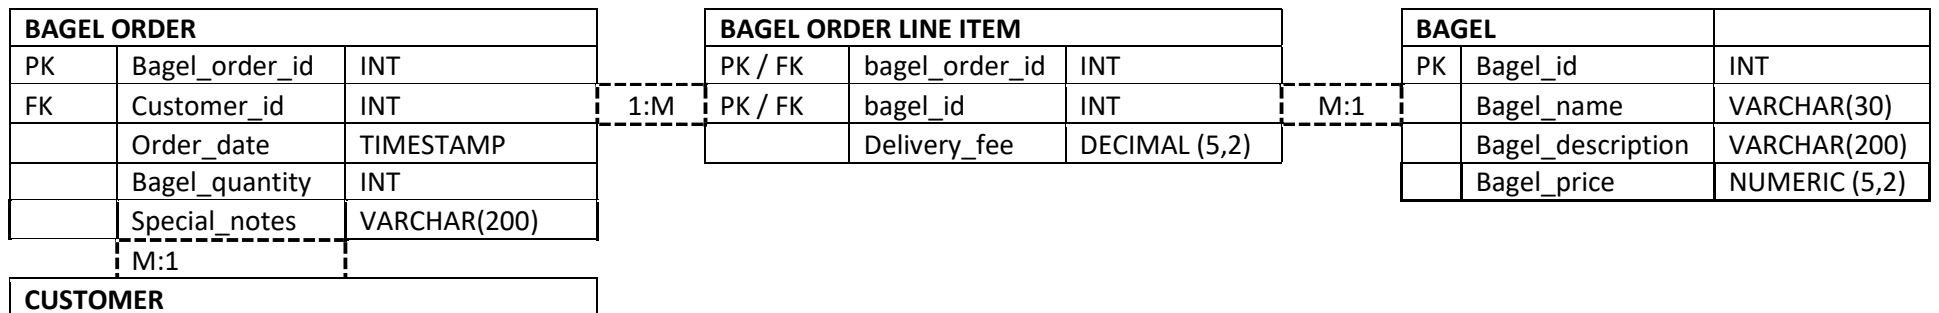 BAGEL ORDER BAGEL ORDER LINE ITEM BAGEL
PK Bagel_order_id INT PK / FK bagel_order_id INT PK Bagel_id INT
FK Customer_id INT 1:M PK / FK bagel_id INT M:1 Bagel_name VARCHAR(30)
Order_date TIMESTAMP Delivery_fee DECIMAL (5,2) Bagel_description VARCHAR(200)
Bagel_quantity INT Bagel_price NUMERIC (5,2)
Special_notes VARCHAR(200)
M:1
CUSTOMER